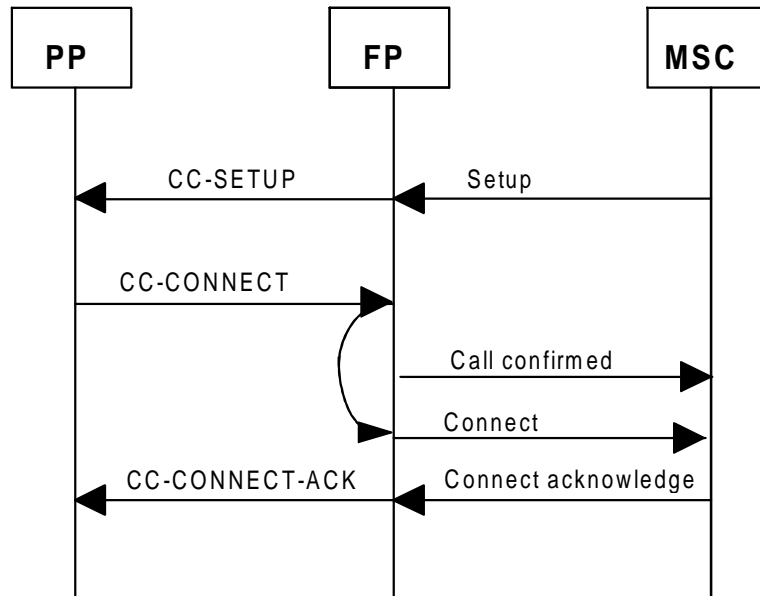 PP
FP
MSC
CC-SETUP
Setup
CC-CONNECT
Call confirmed
Connect
CC-CONNECT-ACK
Connect acknowledge